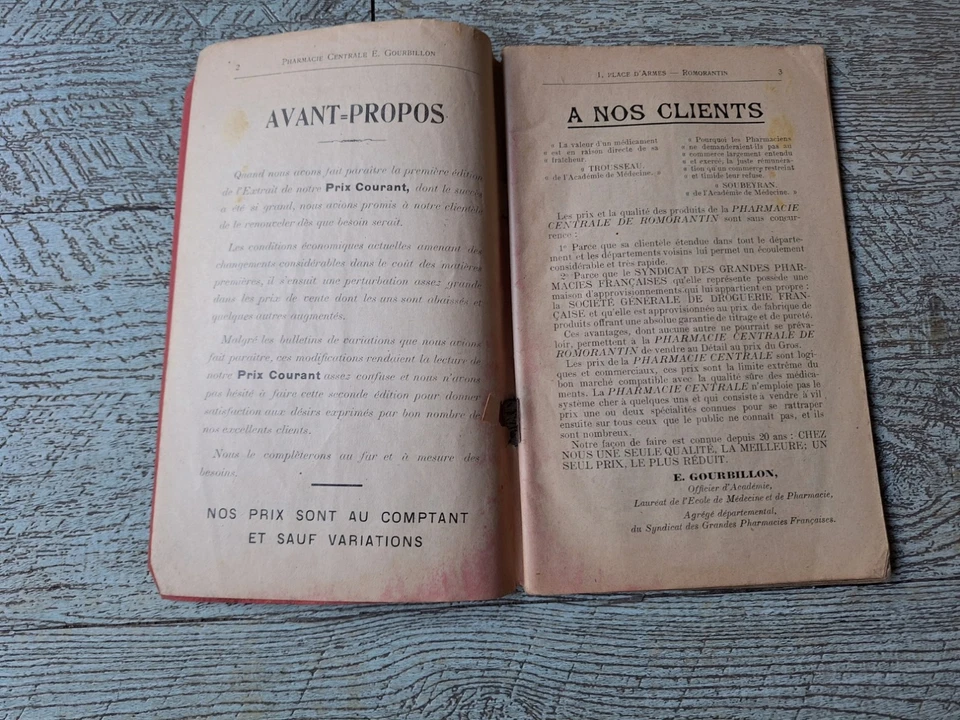 2 PHARMACIE CENTRALE E. GOURBILLON
AVANT=PROPOS
Quand nous avons fait paraître la première édition
de l'Extrait de notre Prix Courant, dont le succès
a été si grand, nous avions promis à notre clientèle
de le renouveler dès que besoin serait.
Les conditions économiques actuelles amenant des
changements considérables dans le coût des matières
premières, il s'ensuit une perturbation assez grande
dans les prix de vente dont les uns sont abaissés et
quelques autres augmentés.
Malgré les bulletins de variations que nous avions
fait paraître, ces modifications rendaient la lecture de
notre Prix Courant assez confuse et nous n'avons
pas hésité à faire cette seconde édition pour donner
satisfaction aux désirs exprimés par bon nombre de
nos excellents clients.
Nous le complèterons au fur et à mesure des
besoins.
NOS PRIX SONT AU COMPTANT
ET SAUF VARIATIONS
1, PLACE D'ARMES — ROMORANTIN 3
A NOS CLIENTS
« La valeur d'un médicament
« est en raison directe de sa
« fraîcheur.
« TROUSSEAU,
« de l'Académie de Médecine. »
« Pourquoi les Pharmaciens
« ne demanderaient-ils pas au
« commerce largement entendu
« et exercé, la juste rémunéra-
« tion qu'un commerce restreint
« et timide leur refuse.
« SOUBEYRAN,
« de l'Académie de Médecine. »
Les prix et la qualité des produits de la PHARMACIE
CENTRALE DE ROMORANTIN sont sans concur-
rence :
1° Parce que sa clientèle étendue dans tout le départe-
ment et les départements voisins lui permet un écoulement
considérable et très rapide.
2° Parce que le SYNDICAT DES GRANDES PHAR-
MACIES FRANÇAISES qu'elle représente possède une
maison d'approvisionnements qui lui appartient en propre :
la SOCIÉTÉ GÉNÉRALE DE DROGUERIE FRAN-
ÇAISE et qu'elle est approvisionnée au prix de fabrique de
produits offrant une absolue garantie de titrage et de pureté.
Ces avantages, dont aucune autre ne pourrait se préva-
loir, permettent à la PHARMACIE CENTRALE DE
ROMORANTIN de vendre au Détail au prix du Gros.
Les prix de la PHARMACIE CENTRALE sont logi-
ques et commerciaux, ces prix sont la limite extrême du
bon marché compatible avec la qualité sûre des médica-
ments. La PHARMACIE CENTRALE n'emploie pas le
système cher à quelques uns et qui consiste à vendre à vil
prix une ou deux spécialités connues pour se rattraper
ensuite sur tous ceux que le public ne connaît pas, et ils
sont nombreux.
Notre façon de faire est connue depuis 20 ans : CHEZ
NOUS UNE SEULE QUALITÉ, LA MEILLEURE; UN
SEUL PRIX, LE PLUS RÉDUIT.
E. GOURBILLON,
Officier d'Académie,
Lauréat de l'Ecole de Médecine et de Pharmacie,
Agrégé départemental,
du Syndicat des Grandes Pharmacies Françaises.